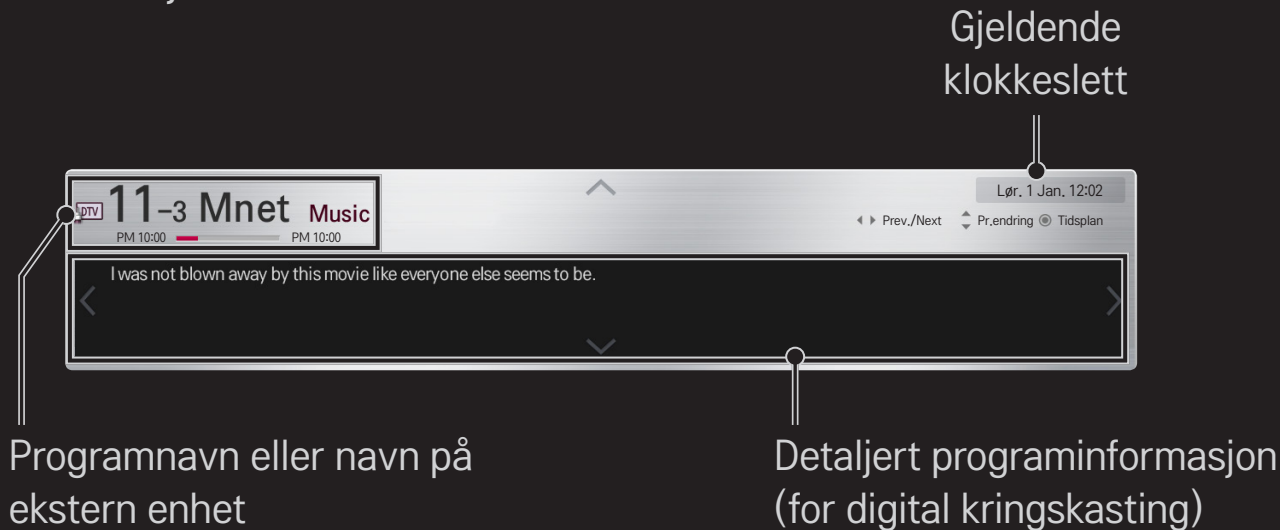 Gjeldende
klokkeslett
DTV 11-3 Mnet Music
PM 10:00 PM 10:00
Lør. 1 Jan. 12:02
Prev./Next Pr.endring Tidsplan
I was not blown away by this movie like everyone else seems to be.
Programnavn eller navn på
ekstern enhet
Detaljert programinformasjon
(for digital kringskasting)